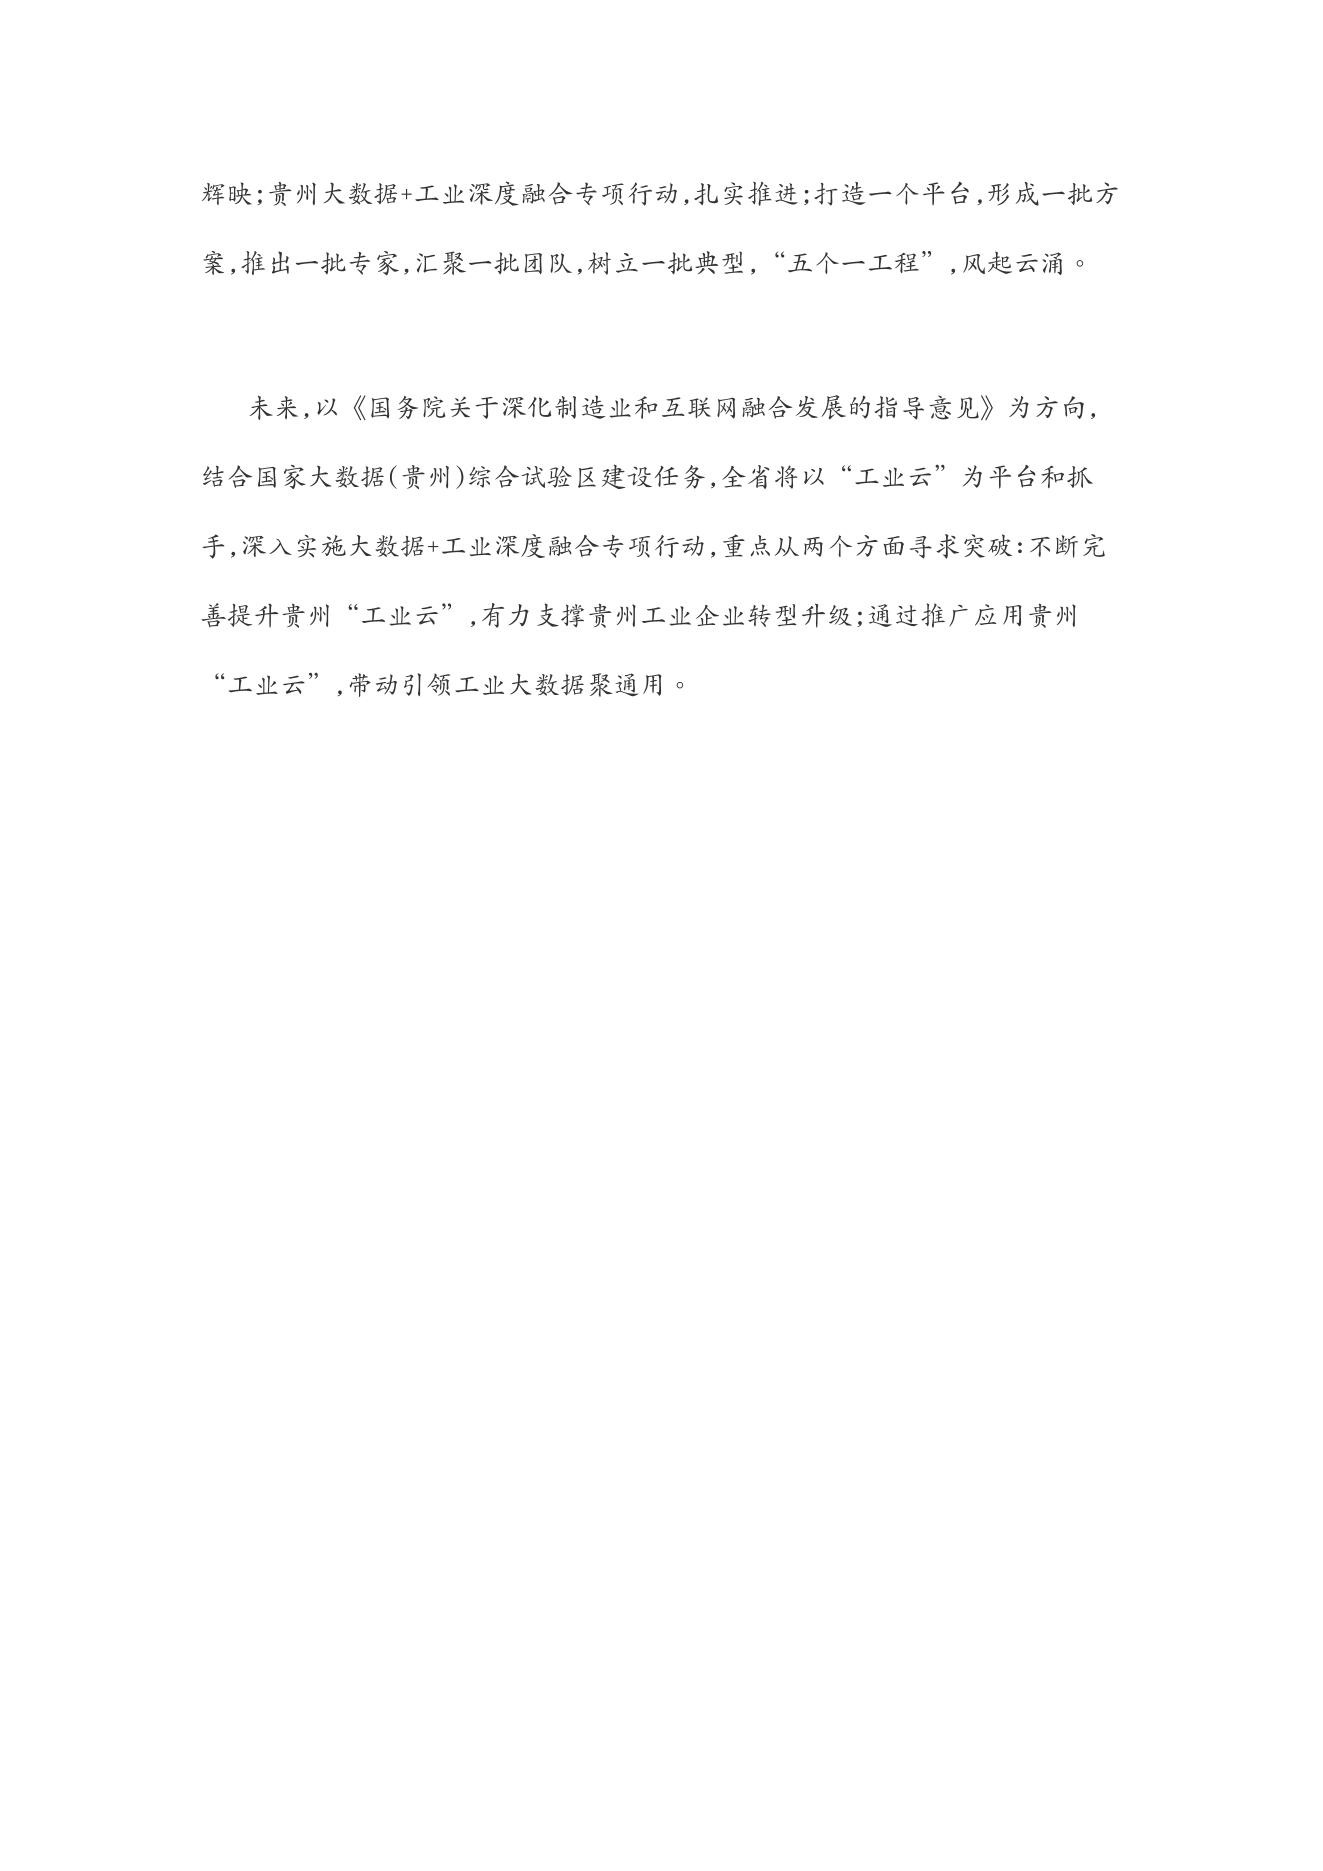 辉映;贵州大数据+工业深度融合专项行动,扎实推进;打造一个平台,形成一批方
案,推出一批专家,汇聚一批团队,树立一批典型,“五个一工程”,风起云涌。
未来,以《国务院关于深化制造业和互联网融合发展的指导意见》为方向,
结合国家大数据(贵州)综合试验区建设任务,全省将以“工业云”为平台和抓
手,深入实施大数据+工业深度融合专项行动,重点从两个方面寻求突破:不断完
善提升贵州“工业云”,有力支撑贵州工业企业转型升级;通过推广应用贵州
“工业云”,带动引领工业大数据聚通用。